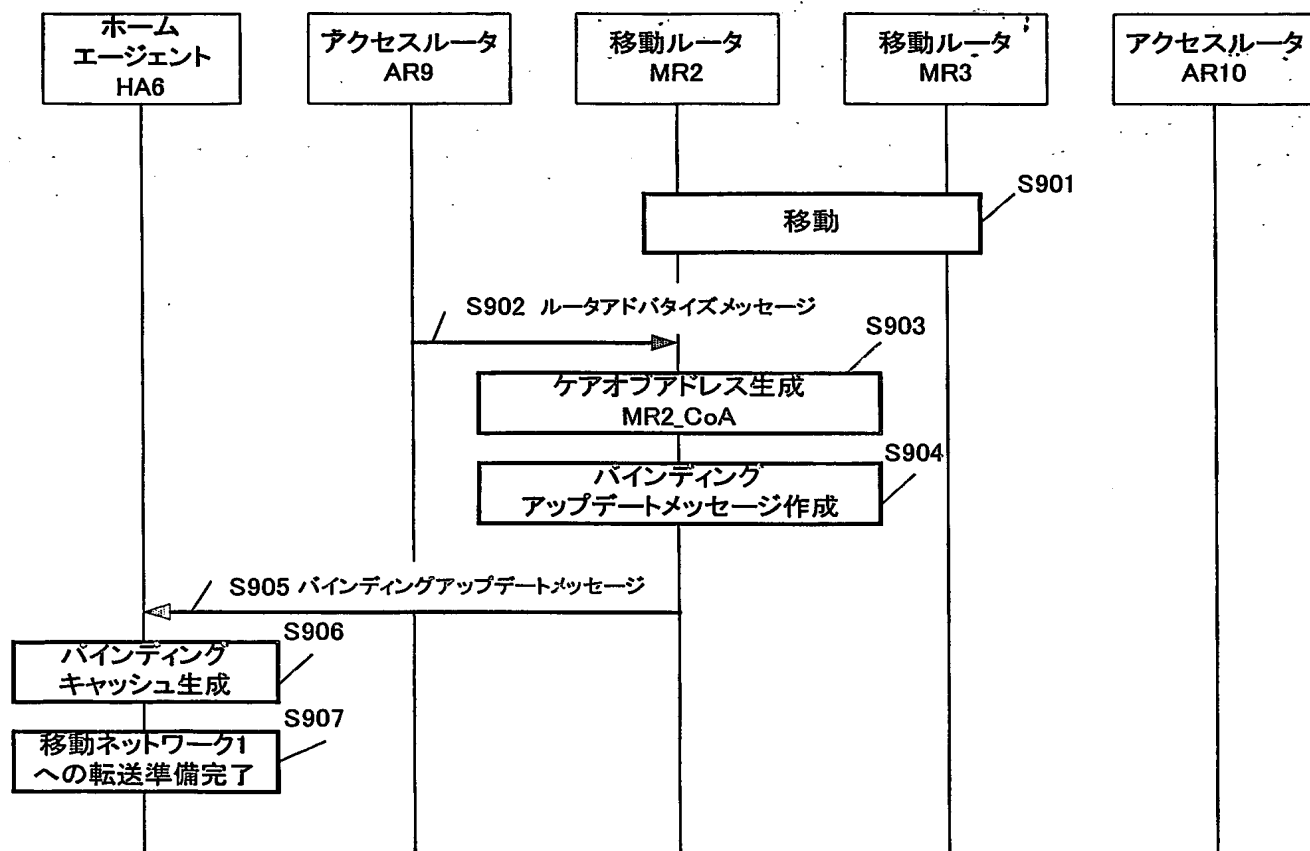 ホーム
エージェント
HA6
アクセスルータ
AR9
移動ルータ
MR2
移動ルータ
MR3
アクセスルータ
AR10
S901
移動
S902 ルータアドバタイズメッセージ
S903
ケアオブアドレス生成
MR2_CoA
S904
バインディング
アップデートメッセージ作成
S905 バインディングアップデートメッセージ
S906
バインディング
キャッシュ生成
S907
移動ネットワーク1
への転送準備完了